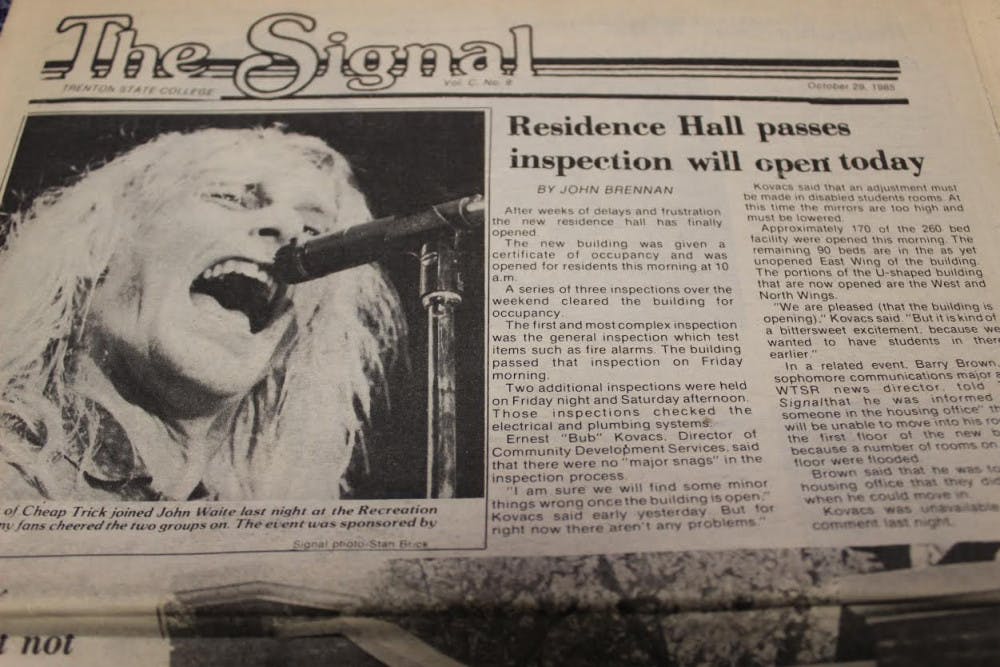 The Signal
TRENTON STATE COLLEGE
Vol. C, No. 9
October 29, 1985
of Cheap Trick joined John Waite last night at the Recreation
ny fans cheered the two groups on. The event was sponsored by
Signal photo-Stan Brick
Residence Hall passes
inspection will open today
BY JOHN BRENNAN
After weeks of delays and frustration
the new residence hall has finally
opened.
The new building was given a
certificate of occupancy and was
opened for residents this morning at 10
a.m.
A series of three inspections over the
weekend cleared the building for
occupancy.
The first and most complex inspection
was the general inspection which test
items such as fire alarms. The building
passed that inspection on Friday
morning.
Two additional inspections were held
on Friday night and Saturday afternoon.
Those inspections checked the
electrical and plumbing systems.
Ernest "Bub" Kovacs, Director of
Community Development Services, said
that there were no "major snags" in the
inspection process.
"I am sure we will find some minor
things wrong once the building is open,"
Kovacs said early yesterday. But for
right now there aren't any problems."
Kovacs said that an adjustment must
be made in disabled students rooms. At
this time the mirrors are too high and
must be lowered.
Approximately 170 of the 260 bed
facility were opened this morning. The
remaining 90 beds are in the as yet
unopened East Wing of the building.
The portions of the U-shaped building
that are now opened are the West and
North Wings.
"We are pleased (that the building is
opening)," Kovacs said. "But it is kind of
a bittersweet excitement, because we
wanted to have students in there
earlier."
In a related event, Barry Brown,
sophomore communications major a
WTSR news director, told
Signalthat he was informed
someone in the housing office" th
will be unable to move into his ro
the first floor of the new b
because a number of rooms on
floor were flooded.
Brown said that he was to
housing office that they did
when he could move in.
Kovacs was unavailable
comment last night.
t not